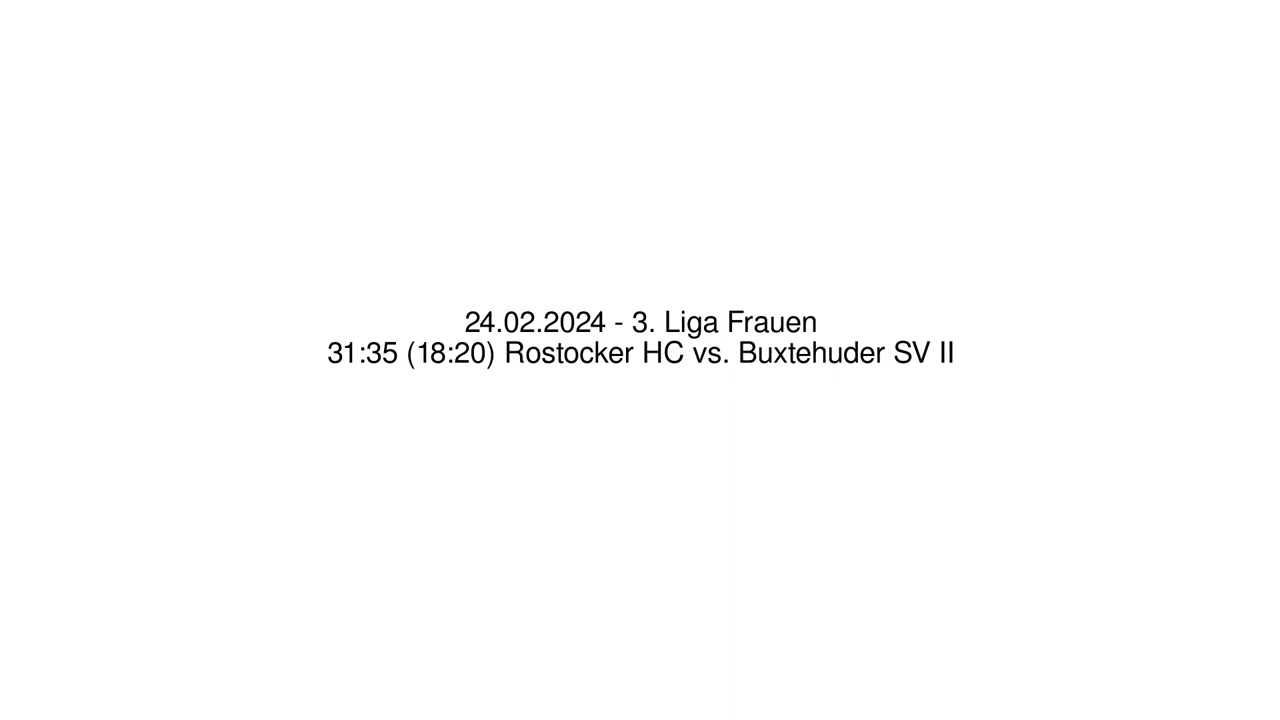 24.02.2024 - 3. Liga Frauen
31:35 (18:20) Rostocker HC vs. Buxtehuder SV II